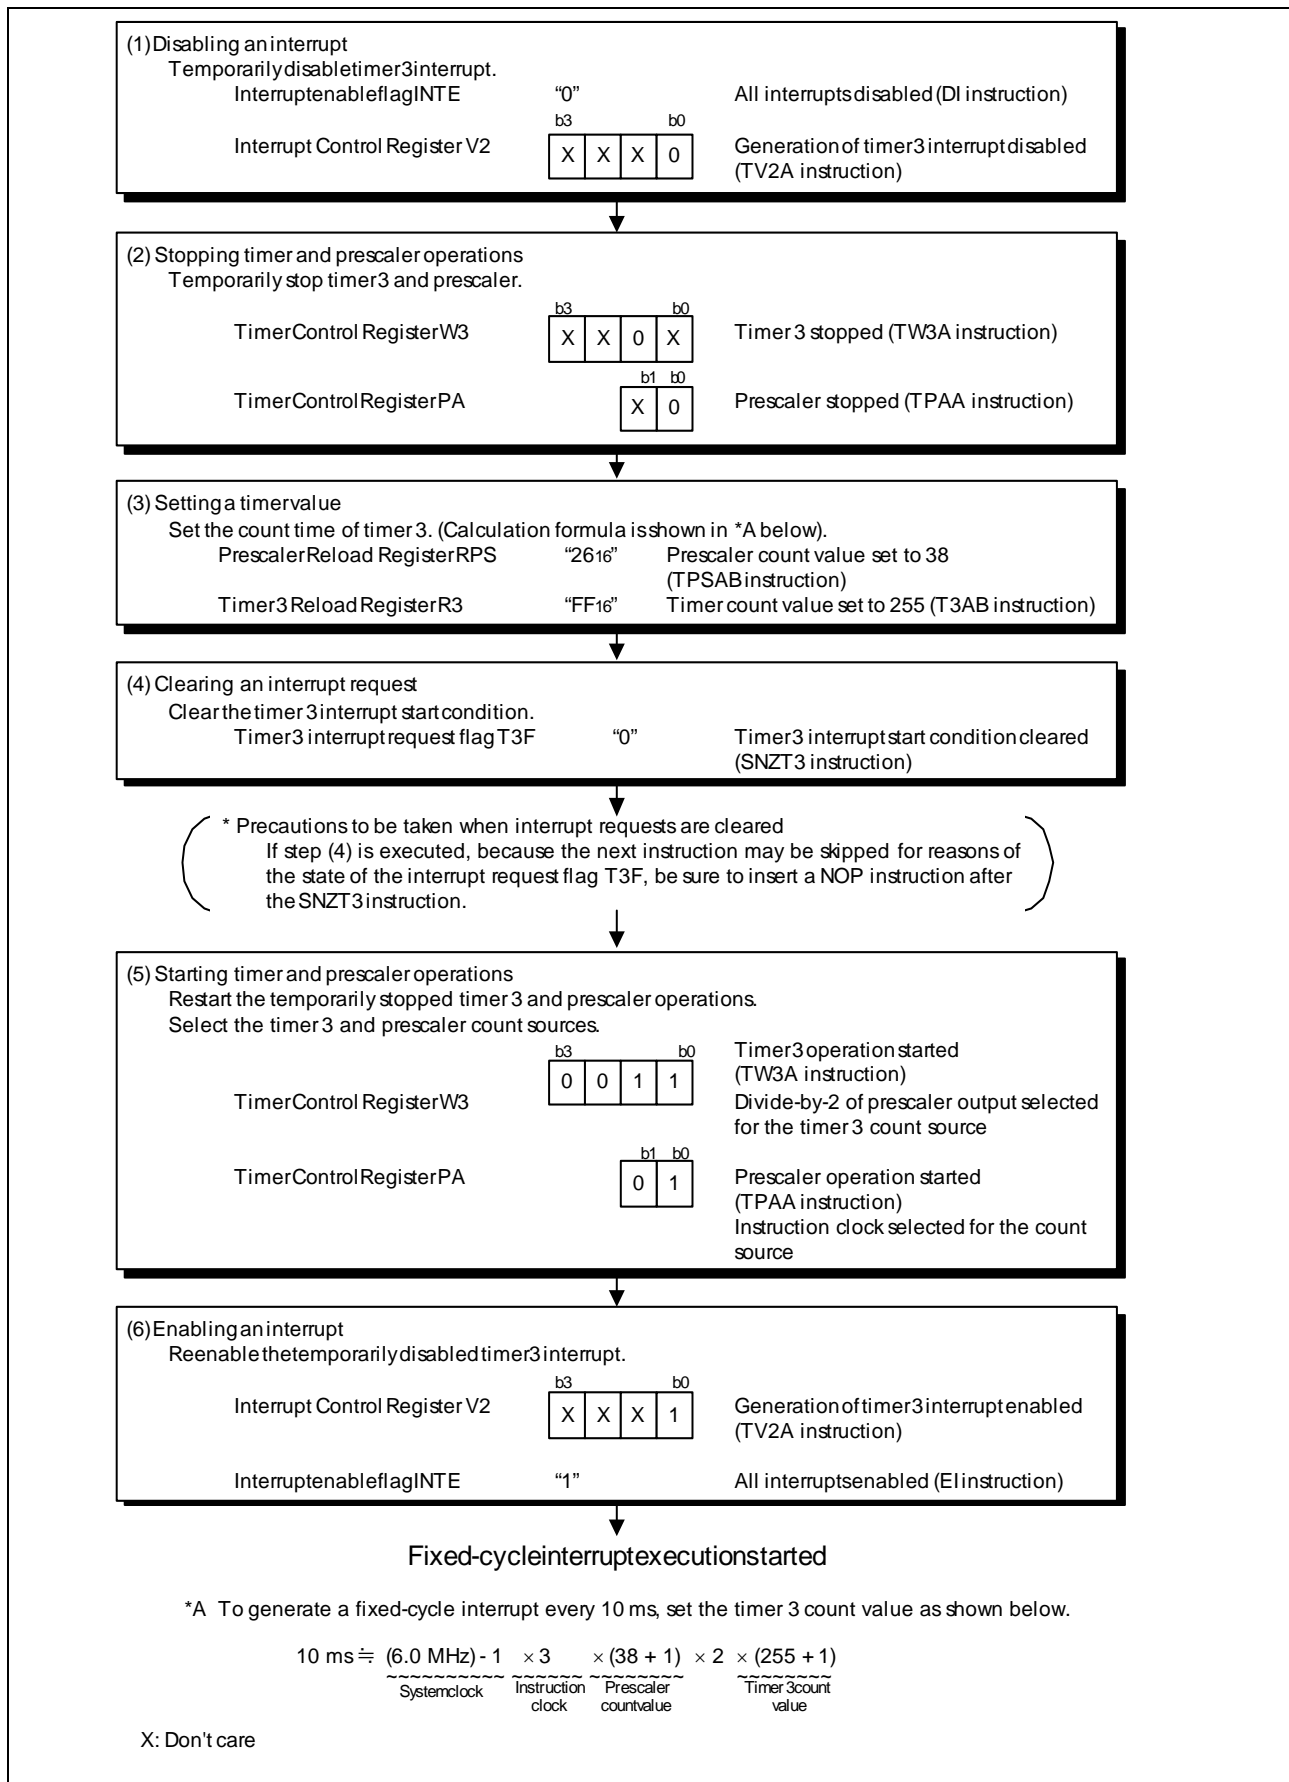 (1) Disabling an interrupt
Temporarily disable timer 3 interrupt.
Interrupt enable flag INTE “0” All interrupts disabled (DI instruction)
b3 b0
Interrupt Control Register V2 X X X 0 Generation of timer 3 interrupt disabled
(TV2A instruction)
(2) Stopping timer and prescaler operations
Temporarily stop timer 3 and prescaler.
b3 b0
Timer Control Register W3 X X 0 X Timer 3 stopped (TW3A instruction)
b1 b0
Timer Control Register PA X 0 Prescaler stopped (TPAA instruction)
(3) Setting a timer value
Set the count time of timer 3. (Calculation formula is shown in *A below).
Prescaler Reload Register RPS “2616” Prescaler count value set to 38
(TPSAB instruction)
Timer 3 Reload Register R3 “FF16” Timer count value set to 255 (T3AB instruction)
(4) Clearing an interrupt request
Clear the timer 3 interrupt start condition.
Timer 3 interrupt request flag T3F “0” Timer 3 interrupt start condition cleared
(SNZT3 instruction)
* Precautions to be taken when interrupt requests are cleared
If step (4) is executed, because the next instruction may be skipped for reasons of
the state of the interrupt request flag T3F, be sure to insert a NOP instruction after
the SNZT3 instruction.
(5) Starting timer and prescaler operations
Restart the temporarily stopped timer 3 and prescaler operations.
Select the timer 3 and prescaler count sources.
b3 b0 Timer 3 operation started
0 0 1 1 (TW3A instruction)
Timer Control Register W3 Divide-by-2 of prescaler output selected
for the timer 3 count source
b1 b0
Timer Control Register PA 0 1 Prescaler operation started
(TPAA instruction)
Instruction clock selected for the count
source
(6) Enabling an interrupt
Reenable the temporarily disabled timer 3 interrupt.
b3 b0
Interrupt Control Register V2 X X X 1 Generation of timer 3 interrupt enabled
(TV2A instruction)
Interrupt enable flag INTE “1” All interrupts enabled (EI instruction)
Fixed-cycle interrupt execution started
*A To generate a fixed-cycle interrupt every 10 ms, set the timer 3 count value as shown below.
10 ms ≒ (6.0 MHz) - 1 × 3 × (38 + 1) × 2 × (255 + 1)
System clock Instruction Prescaler Timer 3 count
clock count value value
X: Don't care